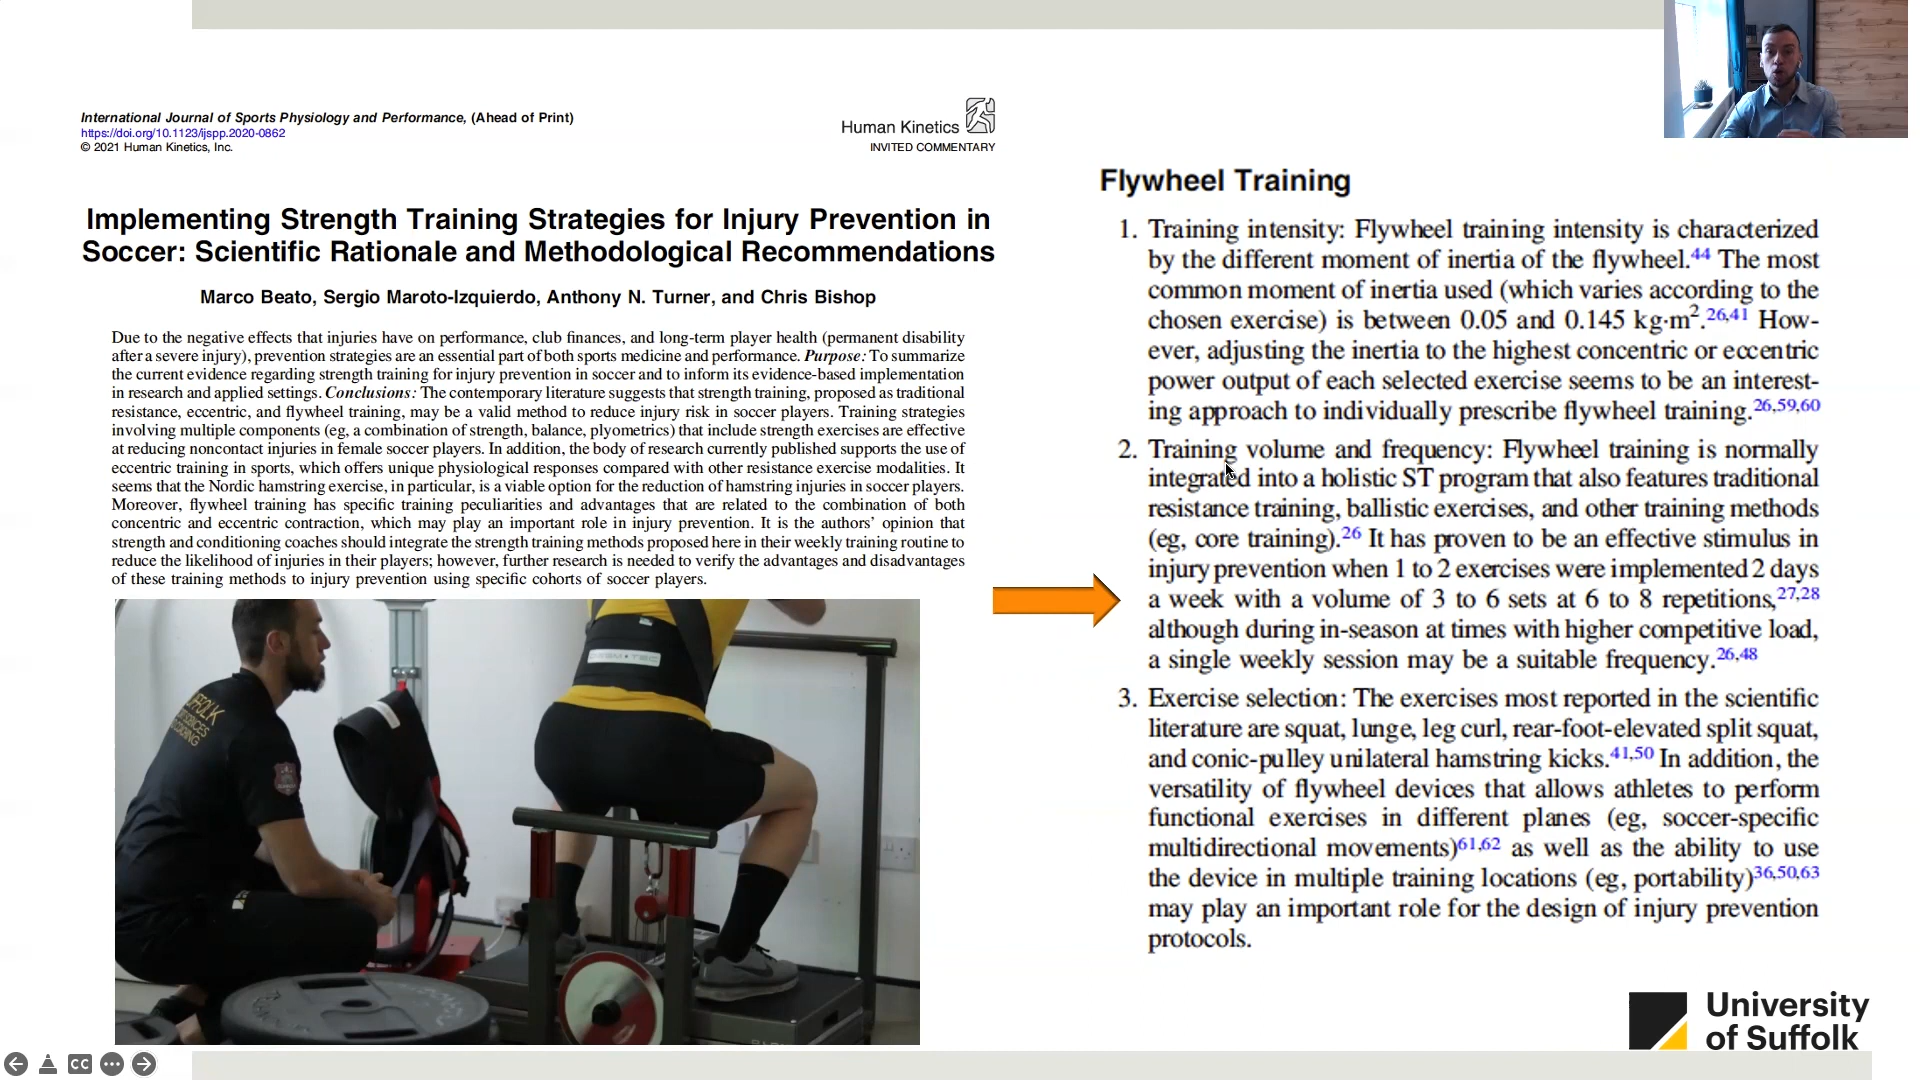 International Journal of Sports Physiology and Performance, (Ahead of Print)
https://doi.org/10.1123/ijspp.2020-0862
© 2021 Human Kinetics, Inc.
Human Kinetics
INVITED COMMENTARY
Implementing Strength Training Strategies for Injury Prevention in
Soccer: Scientific Rationale and Methodological Recommendations
Marco Beato, Sergio Maroto-Izquierdo, Anthony N. Turner, and Chris Bishop
Due to the negative effects that injuries have on performance, club finances, and long-term player health (permanent disability
after a severe injury), prevention strategies are an essential part of both sports medicine and performance. Purpose: To summarize
the current evidence regarding strength training for injury prevention in soccer and to inform its evidence-based implementation
in research and applied settings. Conclusions: The contemporary literature suggests that strength training, proposed as traditional
resistance, eccentric, and flywheel training, may be a valid method to reduce injury risk in soccer players. Training strategies
involving multiple components (eg, a combination of strength, balance, plyometrics) that include strength exercises are effective
at reducing noncontact injuries in female soccer players. In addition, the body of research currently published supports the use of
eccentric training in sports, which offers unique physiological responses compared with other resistance exercise modalities. It
seems that the Nordic hamstring exercise, in particular, is a viable option for the reduction of hamstring injuries in soccer players.
Moreover, flywheel training has specific training peculiarities and advantages that are related to the combination of both
concentric and eccentric contraction, which may play an important role in injury prevention. It is the authors' opinion that
strength and conditioning coaches should integrate the strength training methods proposed here in their weekly training routine to
reduce the likelihood of injuries in their players; however, further research is needed to verify the advantages and disadvantages
of these training methods to injury prevention using specific cohorts of soccer players.
Flywheel Training
1. Training intensity: Flywheel training intensity is characterized
by the different moment of inertia of the flywheel.44 The most
common moment of inertia used (which varies according to the
chosen exercise) is between 0.05 and 0.145 kg·m2.26,41 How-
ever, adjusting the inertia to the highest concentric or eccentric
power output of each selected exercise seems to be an interest-
ing approach to individually prescribe flywheel training.26,59,60
2. Training volume and frequency: Flywheel training is normally
integrated into a holistic ST program that also features traditional
resistance training, ballistic exercises, and other training methods
(eg, core training).26 It has proven to be an effective stimulus in
injury prevention when 1 to 2 exercises were implemented 2 days
a week with a volume of 3 to 6 sets at 6 to 8 repetitions,27,28
although during in-season at times with higher competitive load,
a single weekly session may be a suitable frequency.26,48
3. Exercise selection: The exercises most reported in the scientific
literature are squat, lunge, leg curl, rear-foot-elevated split squat,
and conic-pulley unilateral hamstring kicks.41,50 In addition, the
versatility of flywheel devices that allows athletes to perform
functional exercises in different planes (eg, soccer-specific
multidirectional movements)61,62 as well as the ability to use
the device in multiple training locations (eg, portability)36,50,63
may play an important role for the design of injury prevention
protocols.
University
of Suffolk
CC